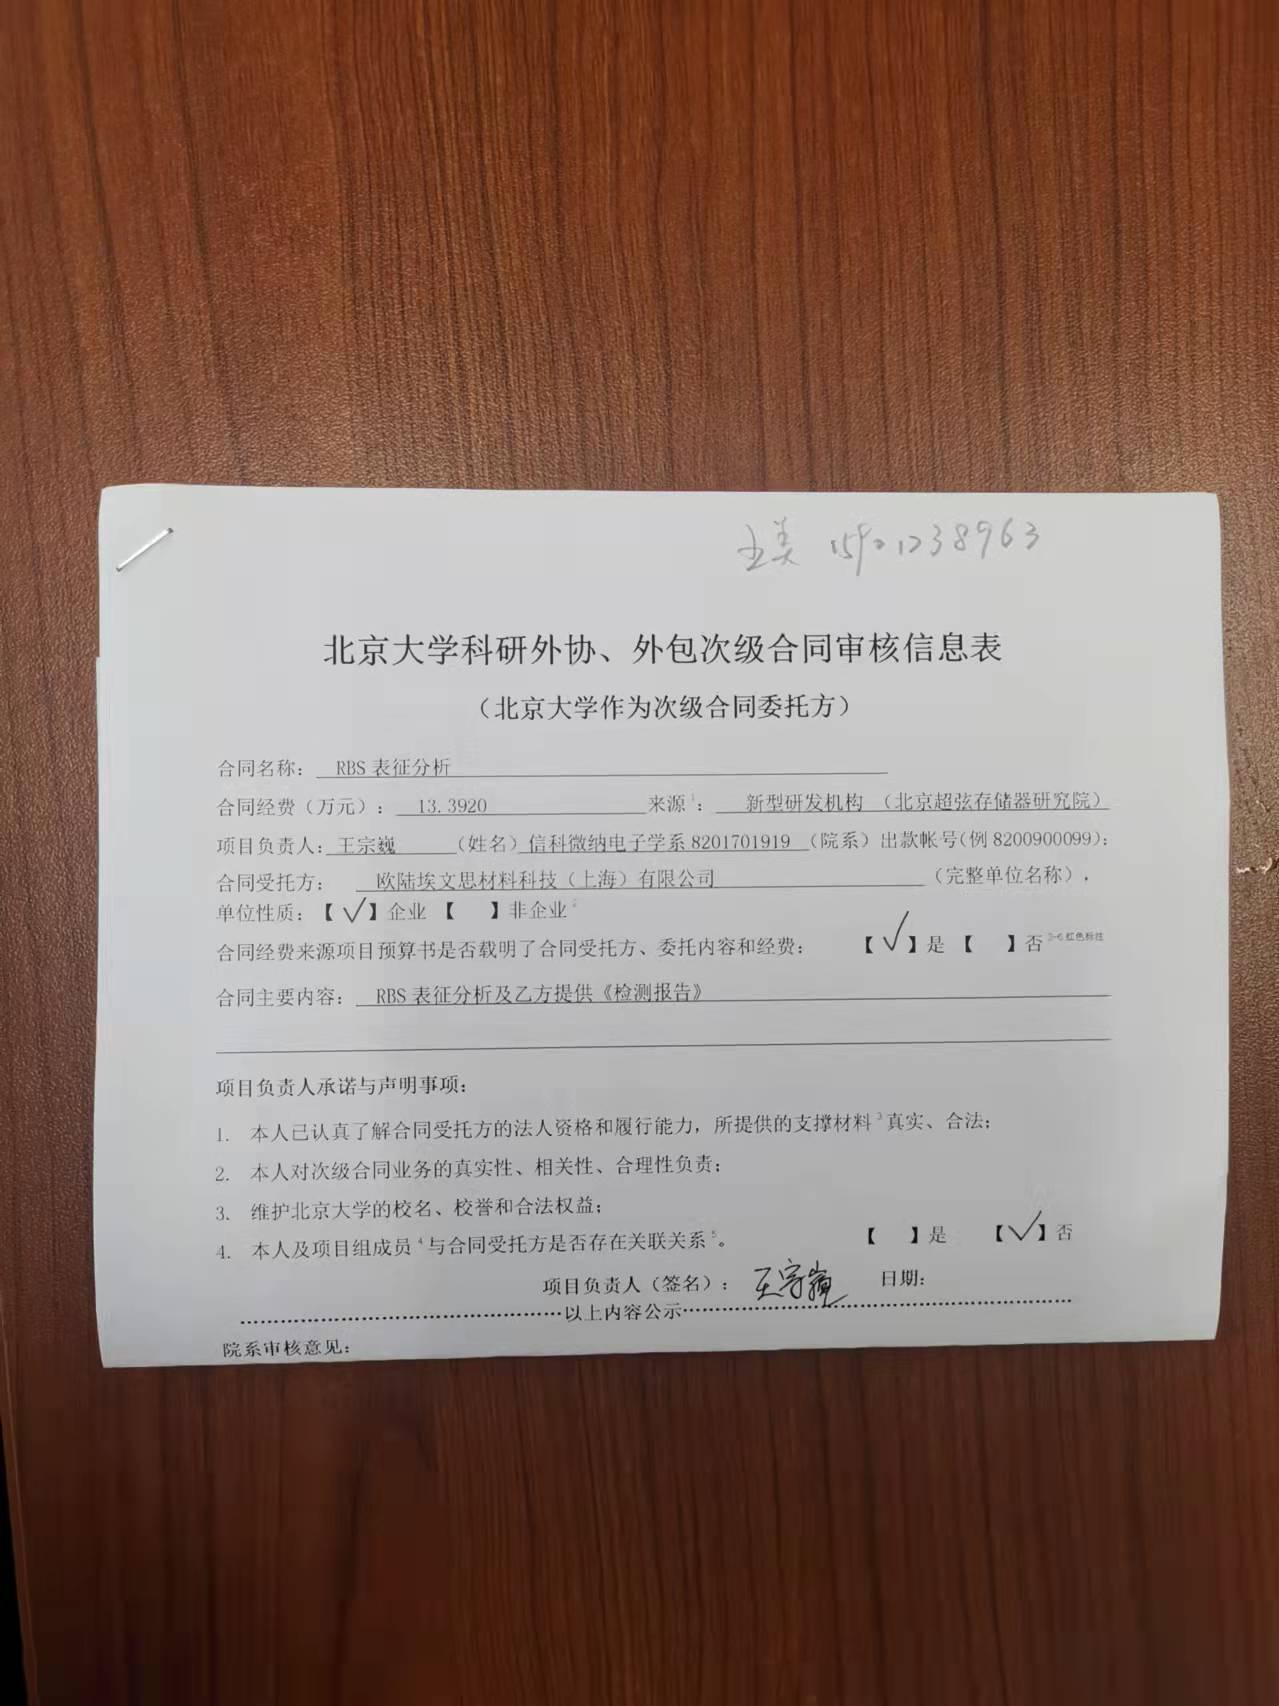 15901238963
北京大学科研外协、外包次级合同审核信息表
（北京大学作为次级合同委托方）
合同名称： RBS 表征分析
合同经费（万元）： 13.3920 来源1： 新型研发机构 （北京超弦存储器研究院）
项目负责人：王宗巍 （姓名）信科微纳电子学系 8201701919 （院系）出款帐号(例 8200900099)；
合同受托方： 欧陆埃文思材料科技（上海）有限公司 （完整单位名称），
单位性质：【√】企业 【 】非企业2
合同经费来源项目预算书是否载明了合同受托方、委托内容和经费： 【√】是 【 】否 3-6 红色标注
合同主要内容： RBS 表征分析及乙方提供《检测报告》
项目负责人承诺与声明事项：
1. 本人已认真了解合同受托方的法人资格和履行能力，所提供的支撑材料3真实、合法；
2. 本人对次级合同业务的真实性、相关性、合理性负责；
3. 维护北京大学的校名、校誉和合法权益；
4. 本人及项目组成员4与合同受托方是否存在关联关系5。 【 】是 【√】否
项目负责人（签名）： 王宗巍 日期：
以上内容公示
院系审核意见：